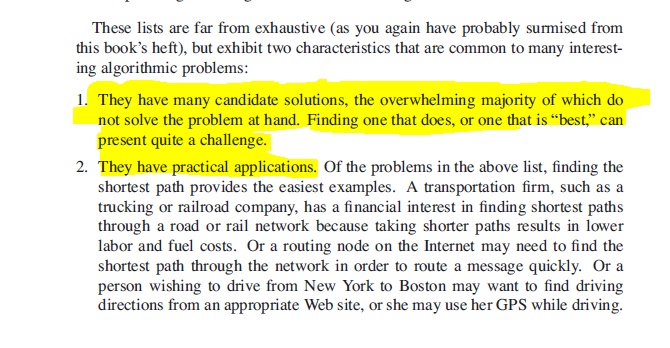 These lists are far from exhaustive (as you again have probably surmised from
this book's heft), but exhibit two characteristics that are common to many interest-
ing algorithmic problems:
1. They have many candidate solutions, the overwhelming majority of which do
not solve the problem at hand. Finding one that does, or one that is “best,” can
present quite a challenge.
2. They have practical applications. Of the problems in the above list, finding the
shortest path provides the easiest examples. A transportation firm, such as a
trucking or railroad company, has a financial interest in finding shortest paths
through a road or rail network because taking shorter paths results in lower
labor and fuel costs. Or a routing node on the Internet may need to find the
shortest path through the network in order to route a message quickly. Or a
person wishing to drive from New York to Boston may want to find driving
directions from an appropriate Web site, or she may use her GPS while driving.